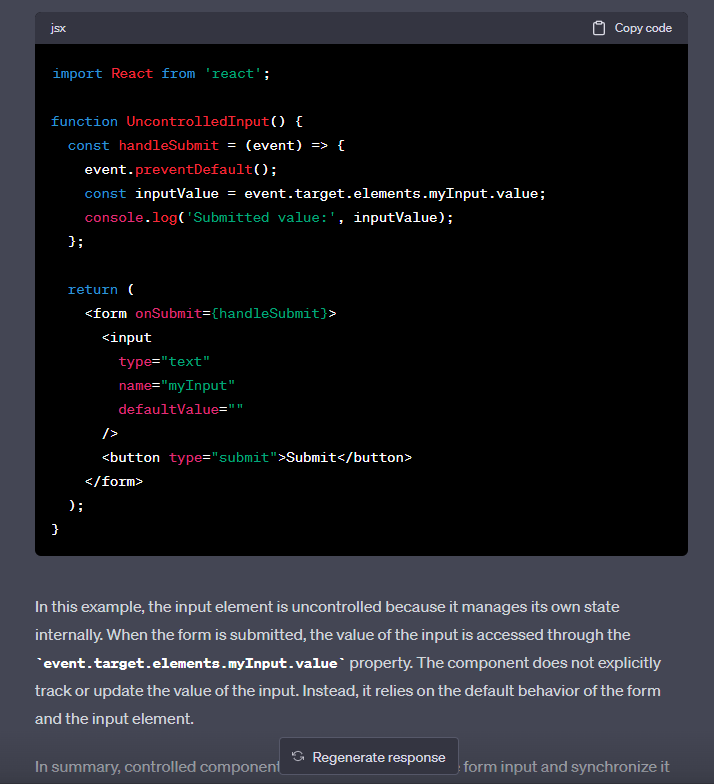 jsx
Copy code
import React from 'react';
function UncontrolledInput() {
const handleSubmit = (event) => {
event.preventDefault();
const inputValue = event.target.elements.myInput.value;
console.log('Submitted value:', inputValue);
};
return (
<form onSubmit={handleSubmit}>
<input
type="text"
name="myInput"
defaultValue=""
/>
<button type="submit">Submit</button>
</form>
);
}
In this example, the input element is uncontrolled because it manages its own state
internally. When the form is submitted, the value of the input is accessed through the
`event.target.elements.myInput.value` property. The component does not explicitly
track or update the value of the input. Instead, it relies on the default behavior of the form
and the input element.
In summary, controlled component
Regenerate response
form input and synchronize it